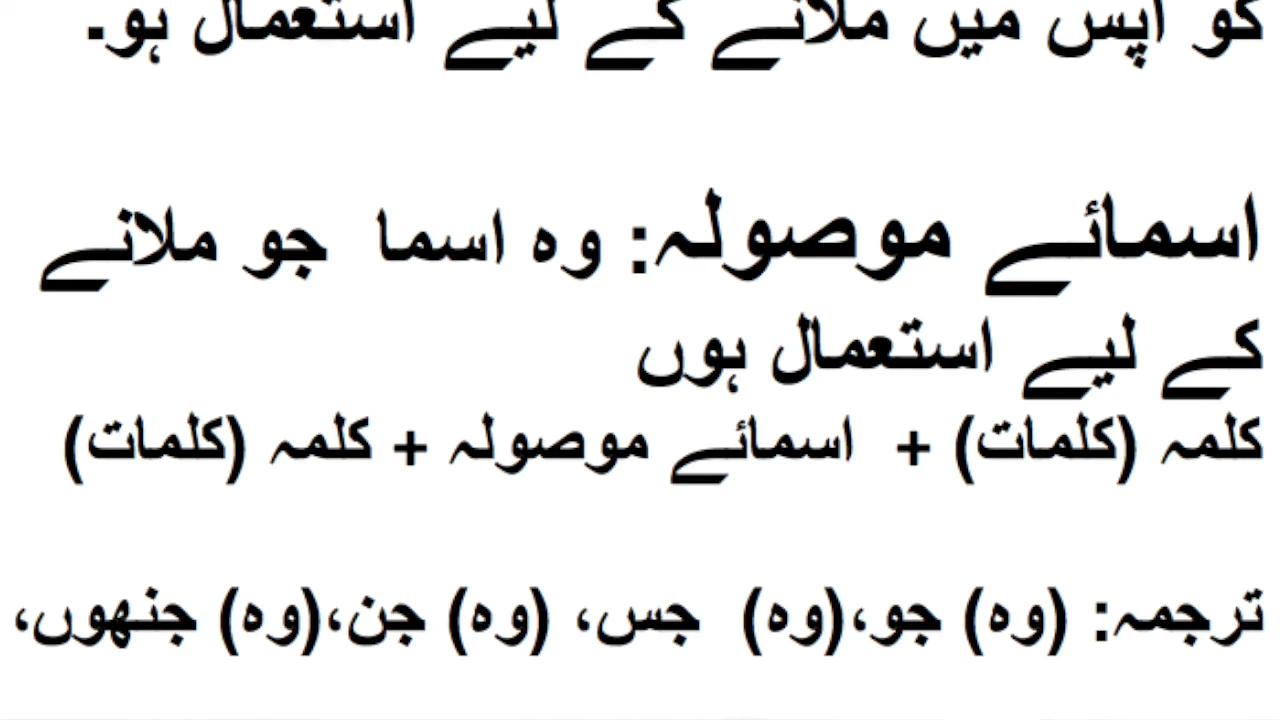 کو آپس میں ملانے کے لیے استعمال ہو۔
اسمائے موصولہ: وہ اسما جو ملانے
کے لیے استعمال ہوں
کلمہ (کلمات) + اسمائے موصولہ + کلمہ (کلمات)
ترجمہ: (وہ) جو،(وہ) جس، (وہ) جن،(وہ) جنھوں،